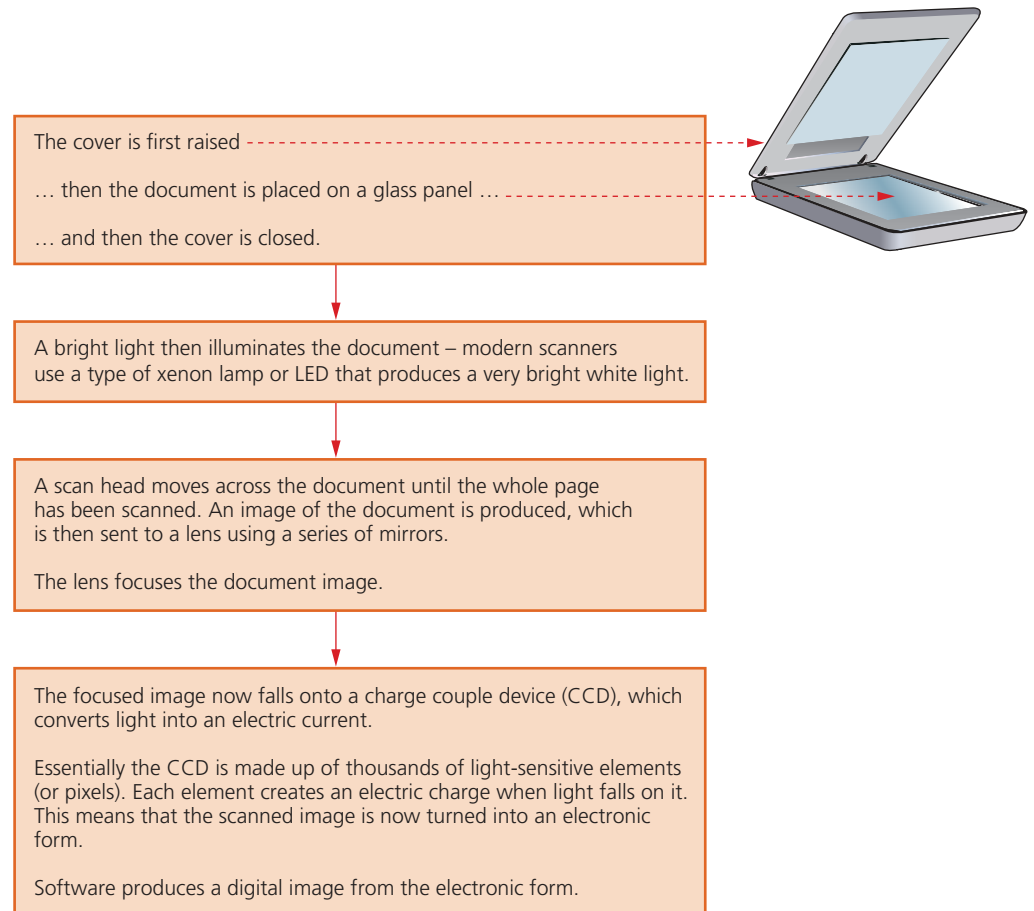 The cover is first raised
… then the document is placed on a glass panel …
… and then the cover is closed.
A bright light then illuminates the document – modern scanners
use a type of xenon lamp or LED that produces a very bright white light.
A scan head moves across the document until the whole page
has been scanned. An image of the document is produced, which
is then sent to a lens using a series of mirrors.
The lens focuses the document image.
The focused image now falls onto a charge couple device (CCD), which
converts light into an electric current.
Essentially the CCD is made up of thousands of light-sensitive elements
(or pixels). Each element creates an electric charge when light falls on it.
This means that the scanned image is now turned into an electronic
form.
Software produces a digital image from the electronic form.